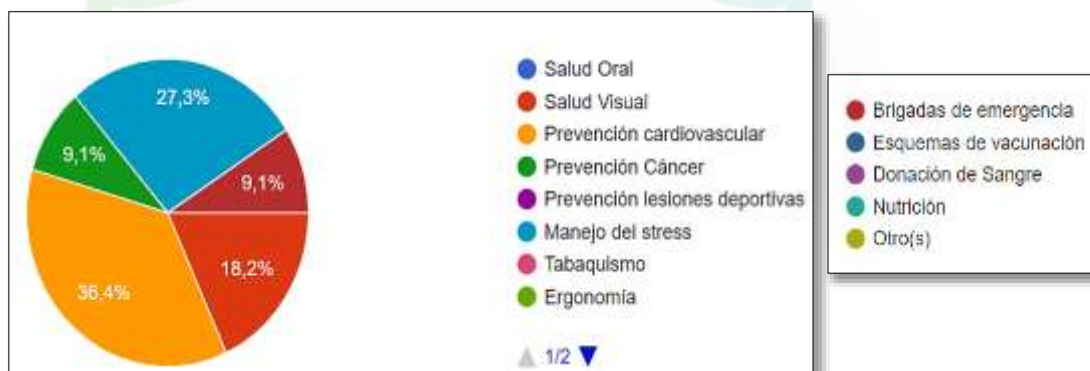 27,3%
9,1%
9,1%
18,2%
36,4%
Salud Oral
Salud Visual
Prevención cardiovascular
Prevención Cáncer
Prevención lesiones deportivas
Manejo del stress
Tabaquismo
Ergonomía
1/2
Brigadas de emergencia
Esquemas de vacunación
Donación de Sangre
Nutrición
Otro(s)